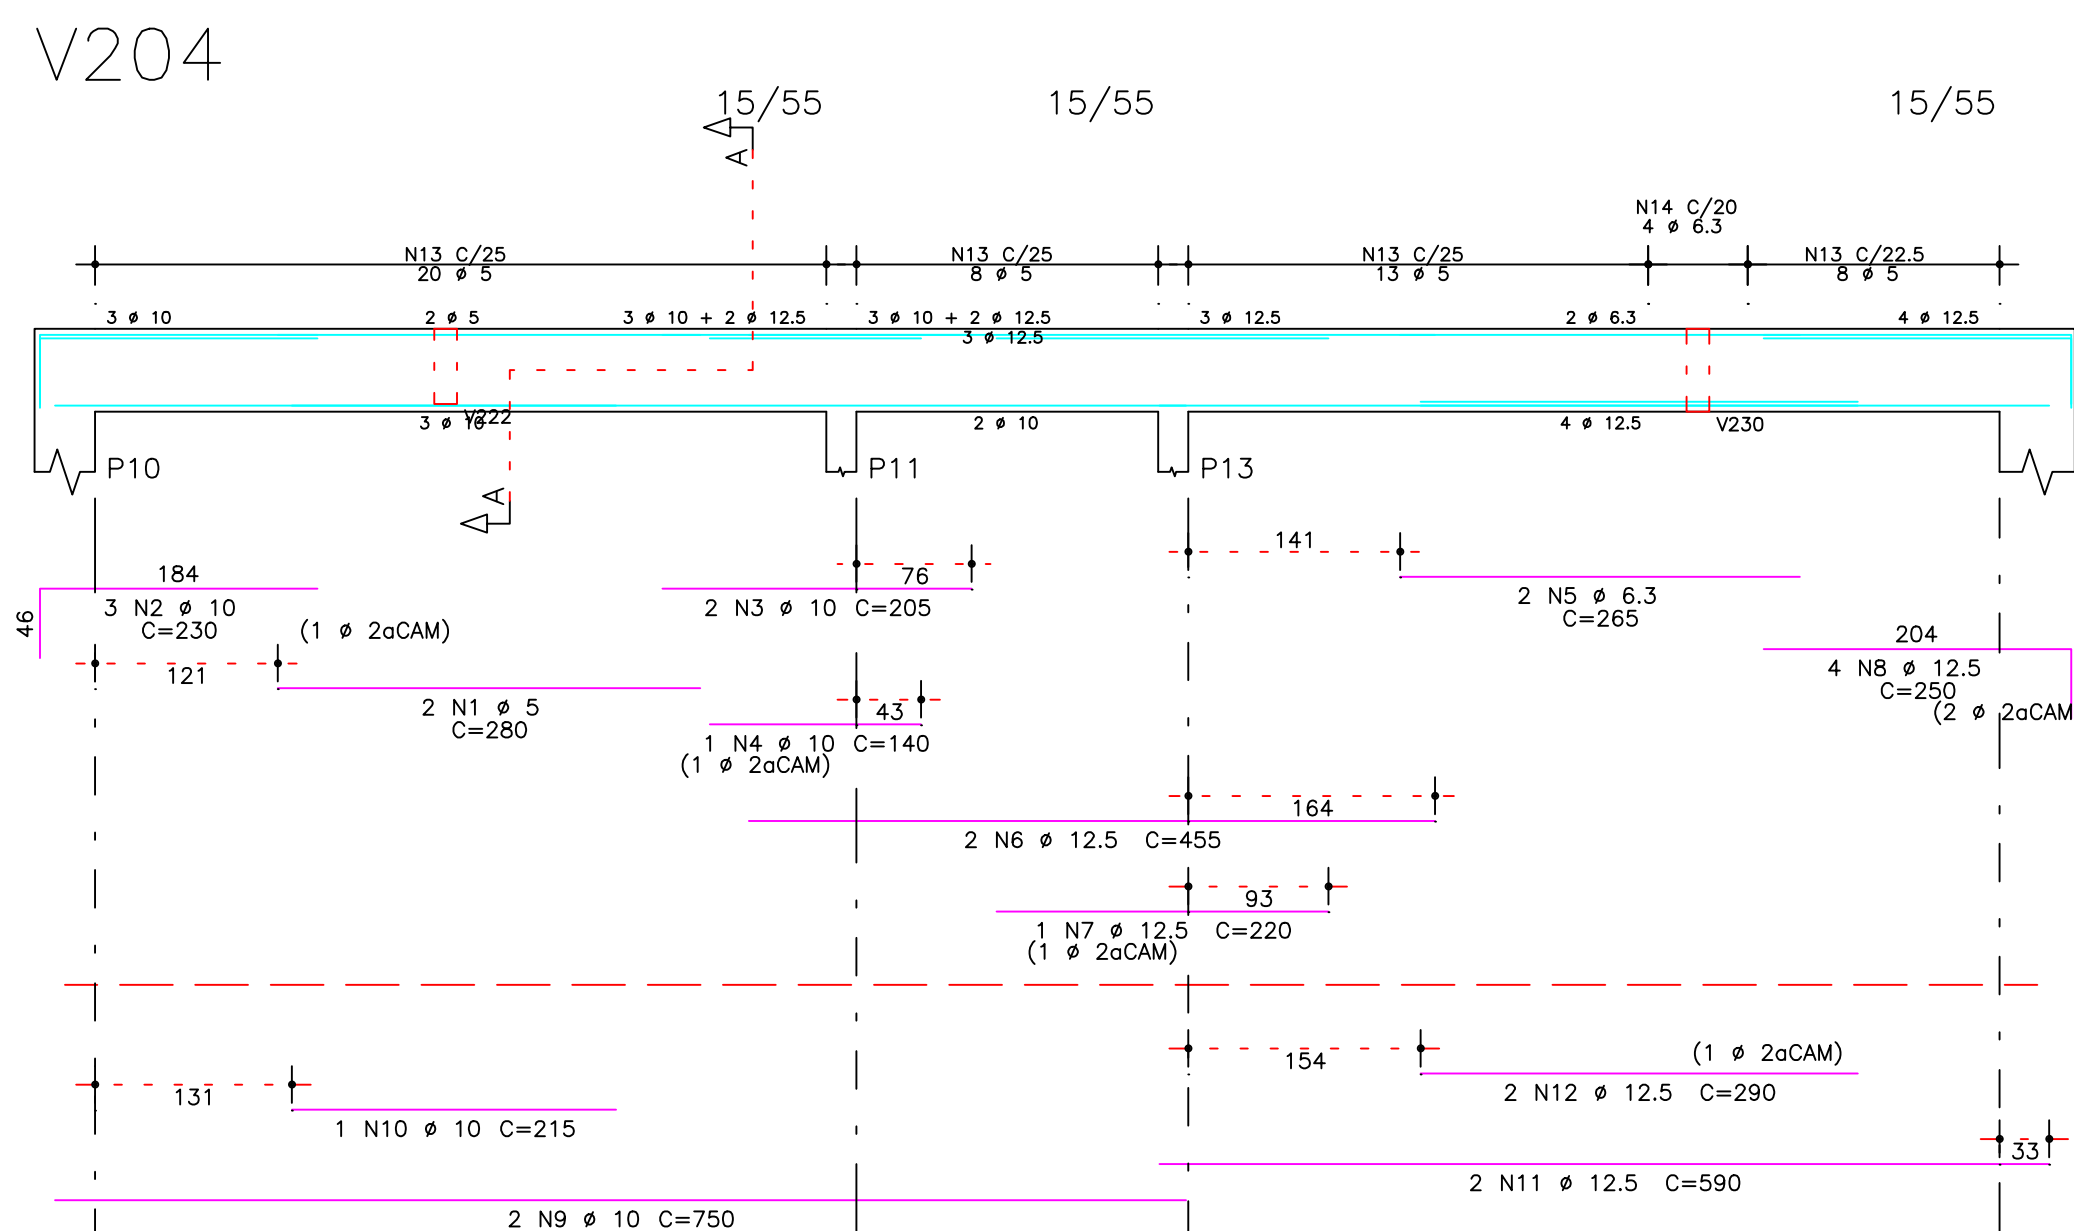 V204
15/55 15/55 15/55
A
N14 C/20
4 ø 6.3
N13 C/25 N13 C/25 N13 C/25 N13 C/22.5
20 ø 5 8 ø 5 13 ø 5 8 ø 5
3 ø 10 2 ø 5 3 ø 10 + 2 ø 12.5 3 ø 10 + 2 ø 12.5 3 ø 12.5 2 ø 6.3 4 ø 12.5
3 ø 12.5
3 ø 10 V222 2 ø 10 4 ø 12.5 V230
P10 P11 P13
A
141
184 76 2 N5 ø 6.3
46 3 N2 ø 10 2 N3 ø 10 C=205 C=265
C=230 (1 ø 2aCAM) 204
121 4 N8 ø 12.5
2 N1 ø 5 43 C=250
C=280 1 N4 ø 10 C=140 (2 ø 2aCAM
(1 ø 2aCAM)
164
2 N6 ø 12.5 C=455
93
1 N7 ø 12.5 C=220
(1 ø 2aCAM)
154 (1 ø 2aCAM)
131 2 N12 ø 12.5 C=290
1 N10 ø 10 C=215
33
2 N11 ø 12.5 C=590
2 N9 ø 10 C=750